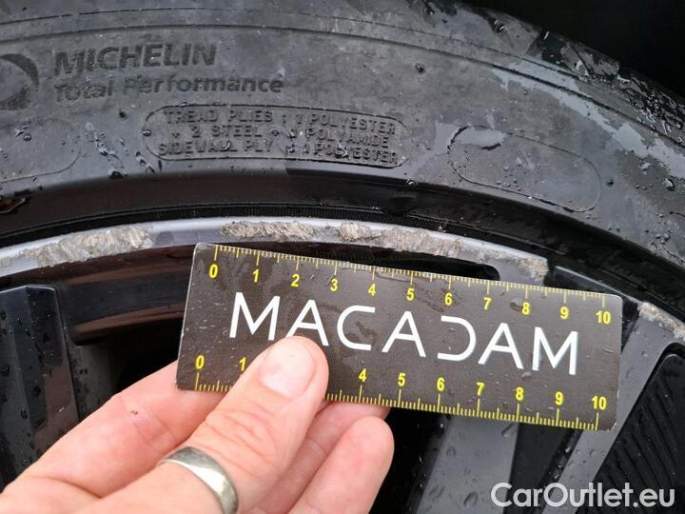 MICHELIN
Total Performance
TREAD PLIES : 1 POLYESTER
+ 2 STEEL + 1 POLYAMIDE
SIDEWALL PLY : 1 POLYESTER
0 1 2 3 4 5 6 7 8 9 10
MACADAM
0 1 4 5 6 7 8 9 10
CarOutlet.eu